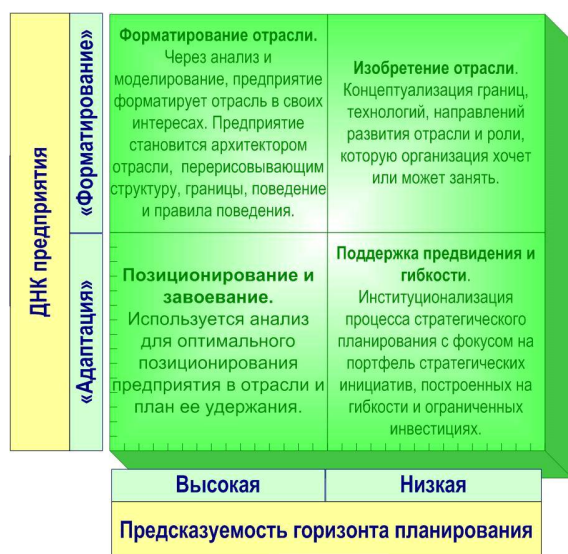 ДНК предприятия
«Форматирование»
«Адаптация»
Форматирование отрасли.
Через анализ и
моделирование, предприятие
форматирует отрасль в своих
интересах. Предприятие
становится архитектором
отрасли, перерисовывающим
структуру, границы, поведение
и правила поведения.
Изобретение отрасли.
Концептуализация границ,
технологий, направлений
развития отрасли и роли,
которую организация хочет
или может занять.
Позиционирование и
завоевание.
Используется анализ
для оптимального
позиционирования
предприятия в отрасли и
план ее удержания.
Поддержка предвидения и
гибкости.
Институционализация
процесса стратегического
планирования с фокусом на
портфель стратегических
инициатив, построенных на
гибкости и ограниченных
инвестициях.
Высокая
Низкая
Предсказуемость горизонта планирования